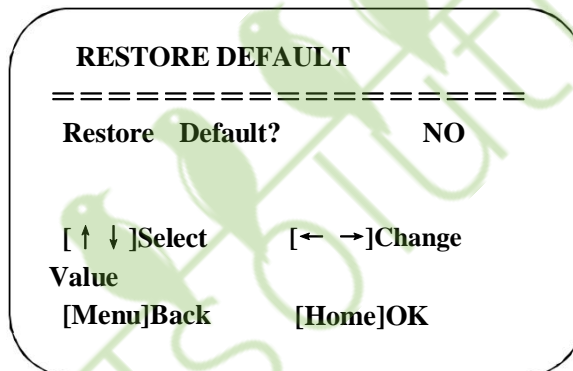 RESTORE DEFAULT
==================
Restore Default? NO
[↑ ↓]Select [← →]Change
Value
[Menu]Back [Home]OK